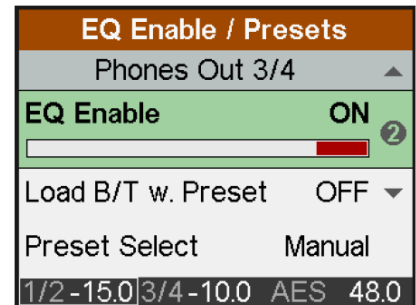 EQ Enable / Presets
Phones Out 3/4
EQ Enable ON
2
Load B/T w. Preset OFF
Preset Select Manual
1/2 -15.0 3/4 -10.0 AES 48.0